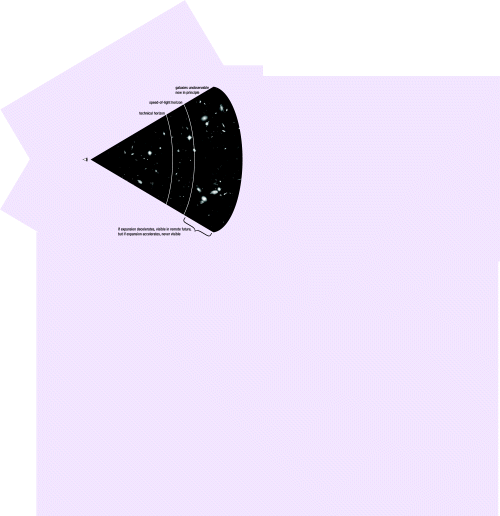 galaxies unobservable
now in principle
speed-of-light horizon
technical horizon
If expansion decelerates, visible in remote future,
but if expansion accelerates, never visible